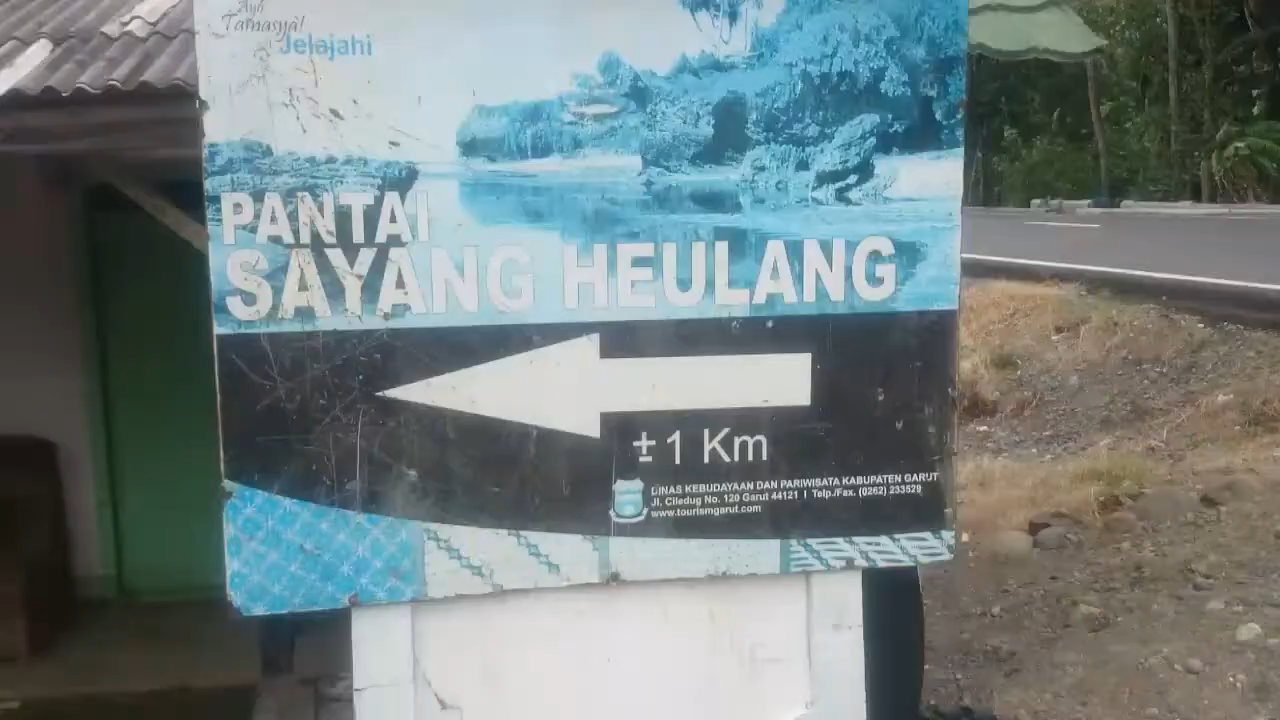 Ayo
Tamasya!
Jelajahi
PANTAI
SAYANG HEULANG
± 1 Km
DINAS KEBUDAYAAN DAN PARIWISATA KABUPATEN GARUT
Jl. Ciledug No. 120 Garut 44121 I Telp./Fax. (0262) 233529
www.tourismgarut.com